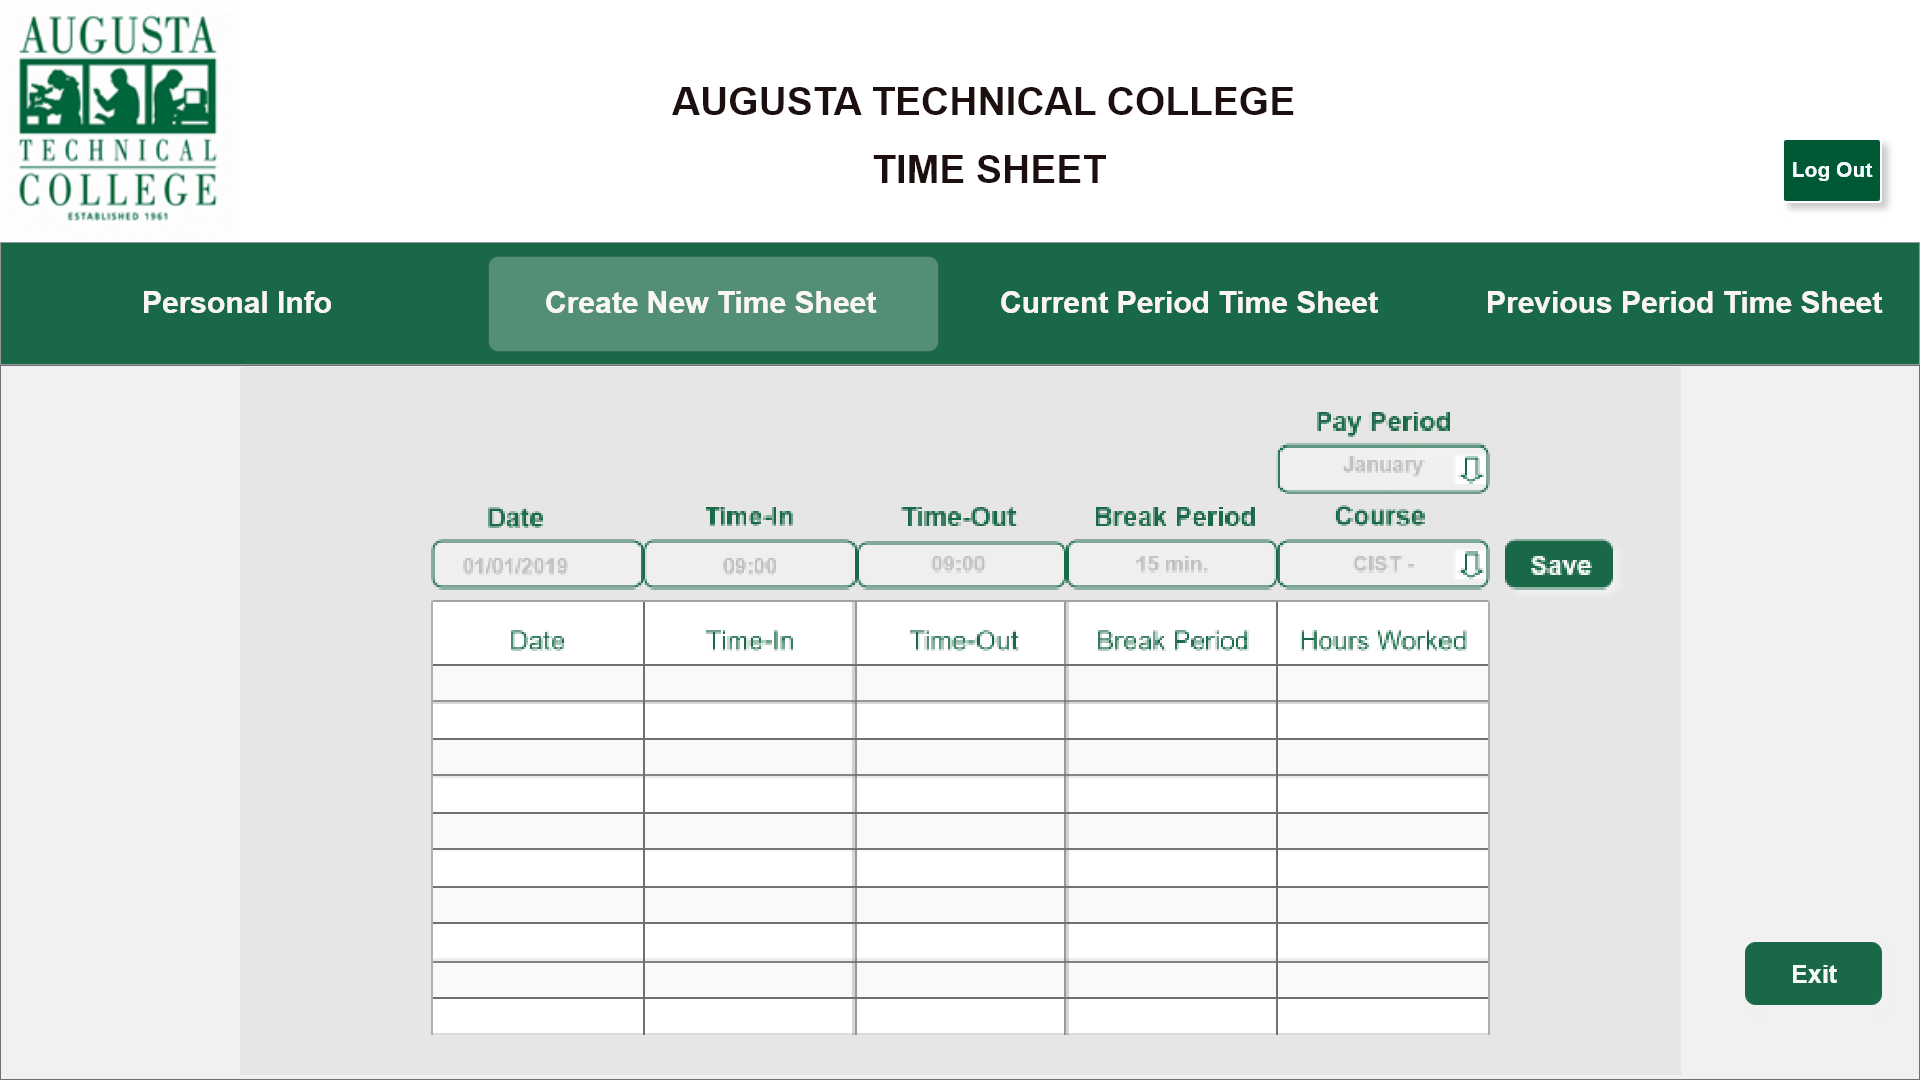 AUGUSTA
TECHNICAL
COLLEGE
ESTABLISHED 1961
AUGUSTA TECHNICAL COLLEGE
TIME SHEET
Log Out
Personal Info
Create New Time Sheet
Current Period Time Sheet
Previous Period Time Sheet
Pay Period
January
Date
Time-In
Time-Out
Break Period
Course
01/01/2019
09:00
09:00
15 min.
CIST -
Save
Date
Time-In
Time-Out
Break Period
Hours Worked
Exit